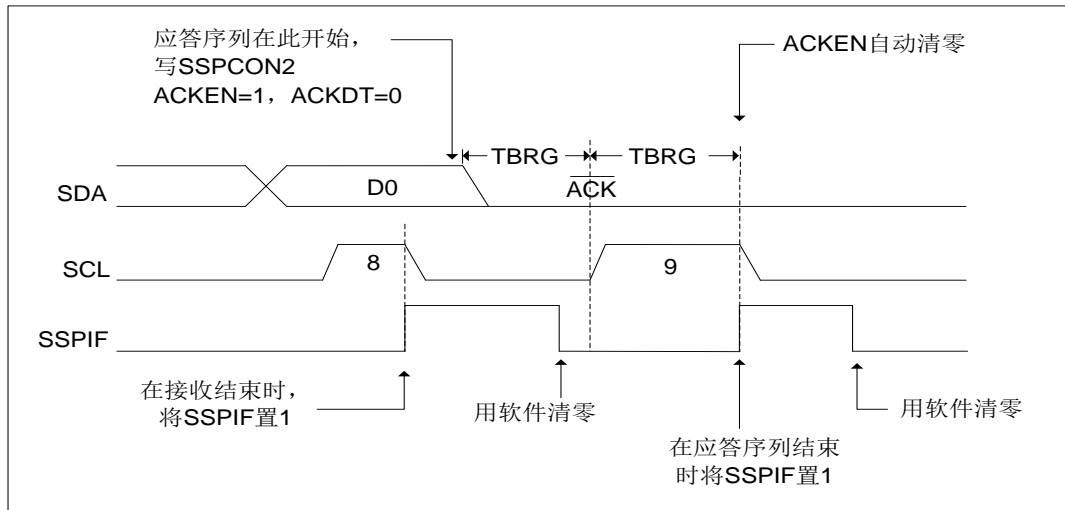 应答序列在此开始，
写SSPCON2
ACKEN=1，ACKDT=0
ACKEN自动清零
TBRG
TBRG
SDA
D0
ACK
SCL
8
9
SSPIF
在接收结束时，
将SSPIF置1
用软件清零
在应答序列结束
时将SSPIF置1
用软件清零